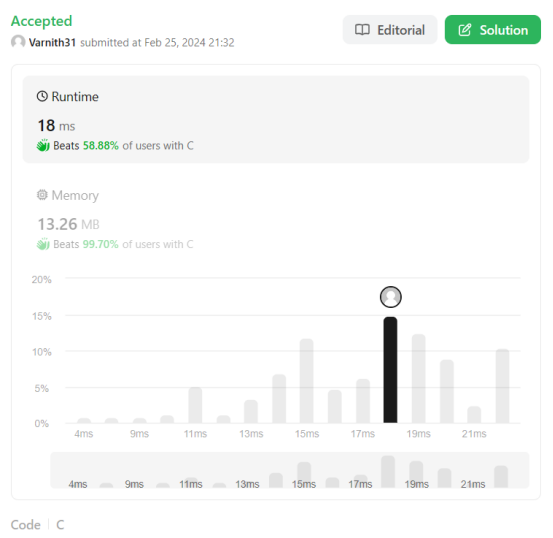 Accepted
Varnith31 submitted at Feb 25, 2024 21:32
Editorial
Solution
Runtime
18 ms
Beats 58.88% of users with C
Memory
13.26 MB
Beats 99.70% of users with C
20%
15%
10%
5%
0%
4ms 9ms 11ms 13ms 15ms 17ms 19ms 21ms
4ms 9ms 11ms 13ms 15ms 17ms 19ms 21ms
Code | C